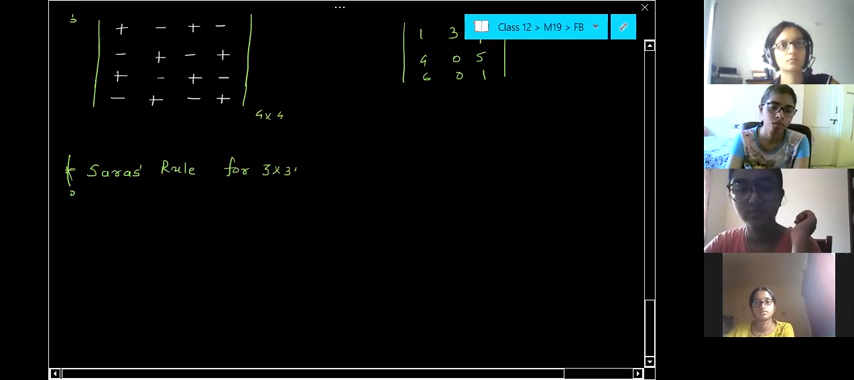 Class 12 > M19 > FB
+ - + -
- + - +
+ - + -
- + - +
4x4
1 3
4 0 5
6 0 1
Saras' Rule for 3x3